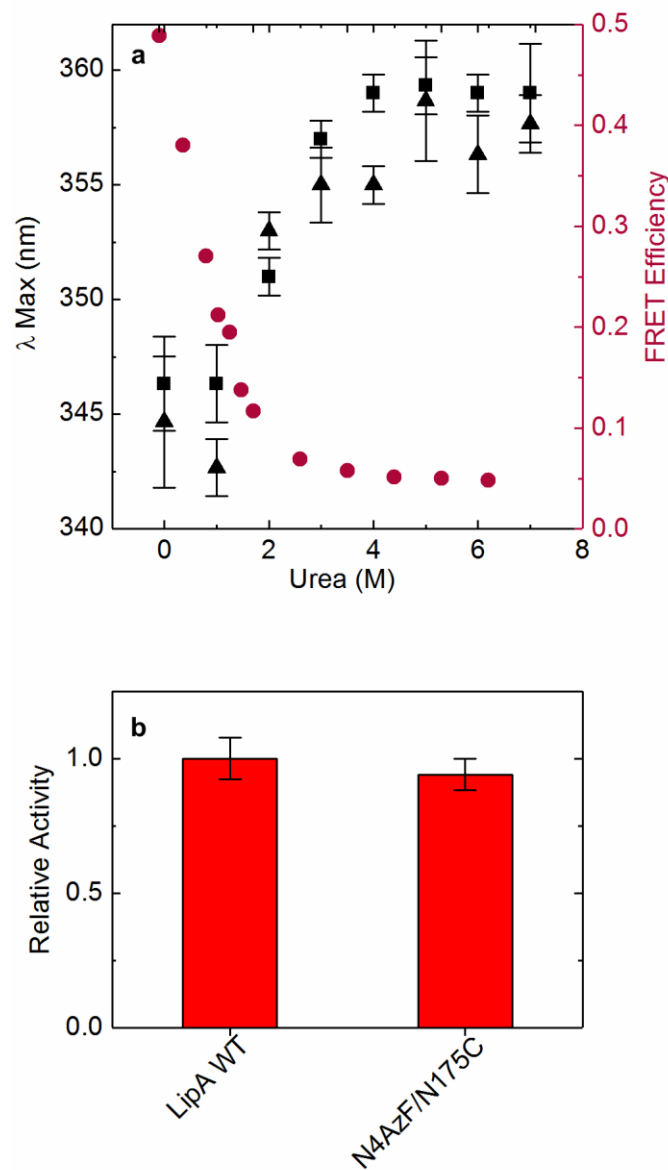 a
360
355
350
345
340
λ Max (nm)
0.5
0.4
0.3
0.2
0.1
0.0
FRET Efficiency
0 2 4 6 8
Urea (M)
b
1.0
0.5
0.0
Relative Activity
LipA WT
N4AzF/N175C